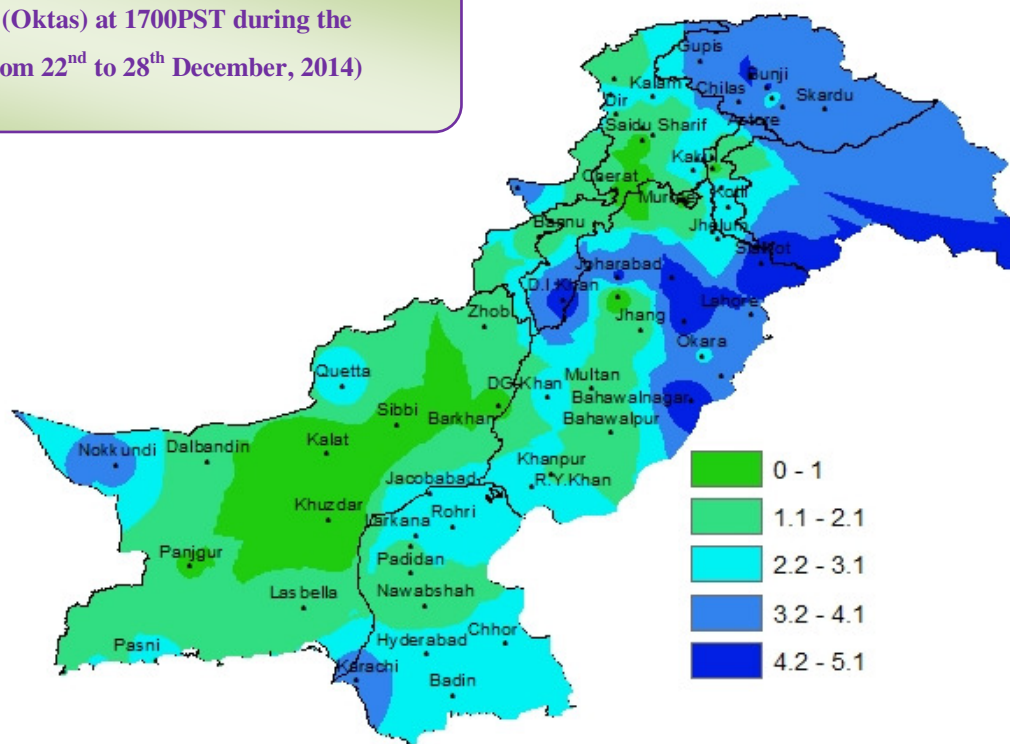 (Oktas) at 1700PST during the
om 22nd to 28th December, 2014)
Gupis
Bunji
Kalam
Chilas
Skardu
Dir
Astore
Saidu Sharif
Kakul
Cherat
Kotli
Murree
Bannu
Jhelum
Sialkot
Joharabad
D.I.Khan
Lahore
Zhob
Jhang
Okara
Quetta
DG.Khan
Multan
Bahawalnagar
Sibbi
Barkhan
Bahawalpur
Kalat
Nokkundi
Dalbandin
Khanpur
Jacobabad
R.Y.Khan
Khuzdar
Rohri
Larkana
Panjgur
Padidan
Lasbella
Nawabshah
Chhor
Pasni
Hyderabad
Karachi
Badin
0 - 1
1.1 - 2.1
2.2 - 3.1
3.2 - 4.1
4.2 - 5.1